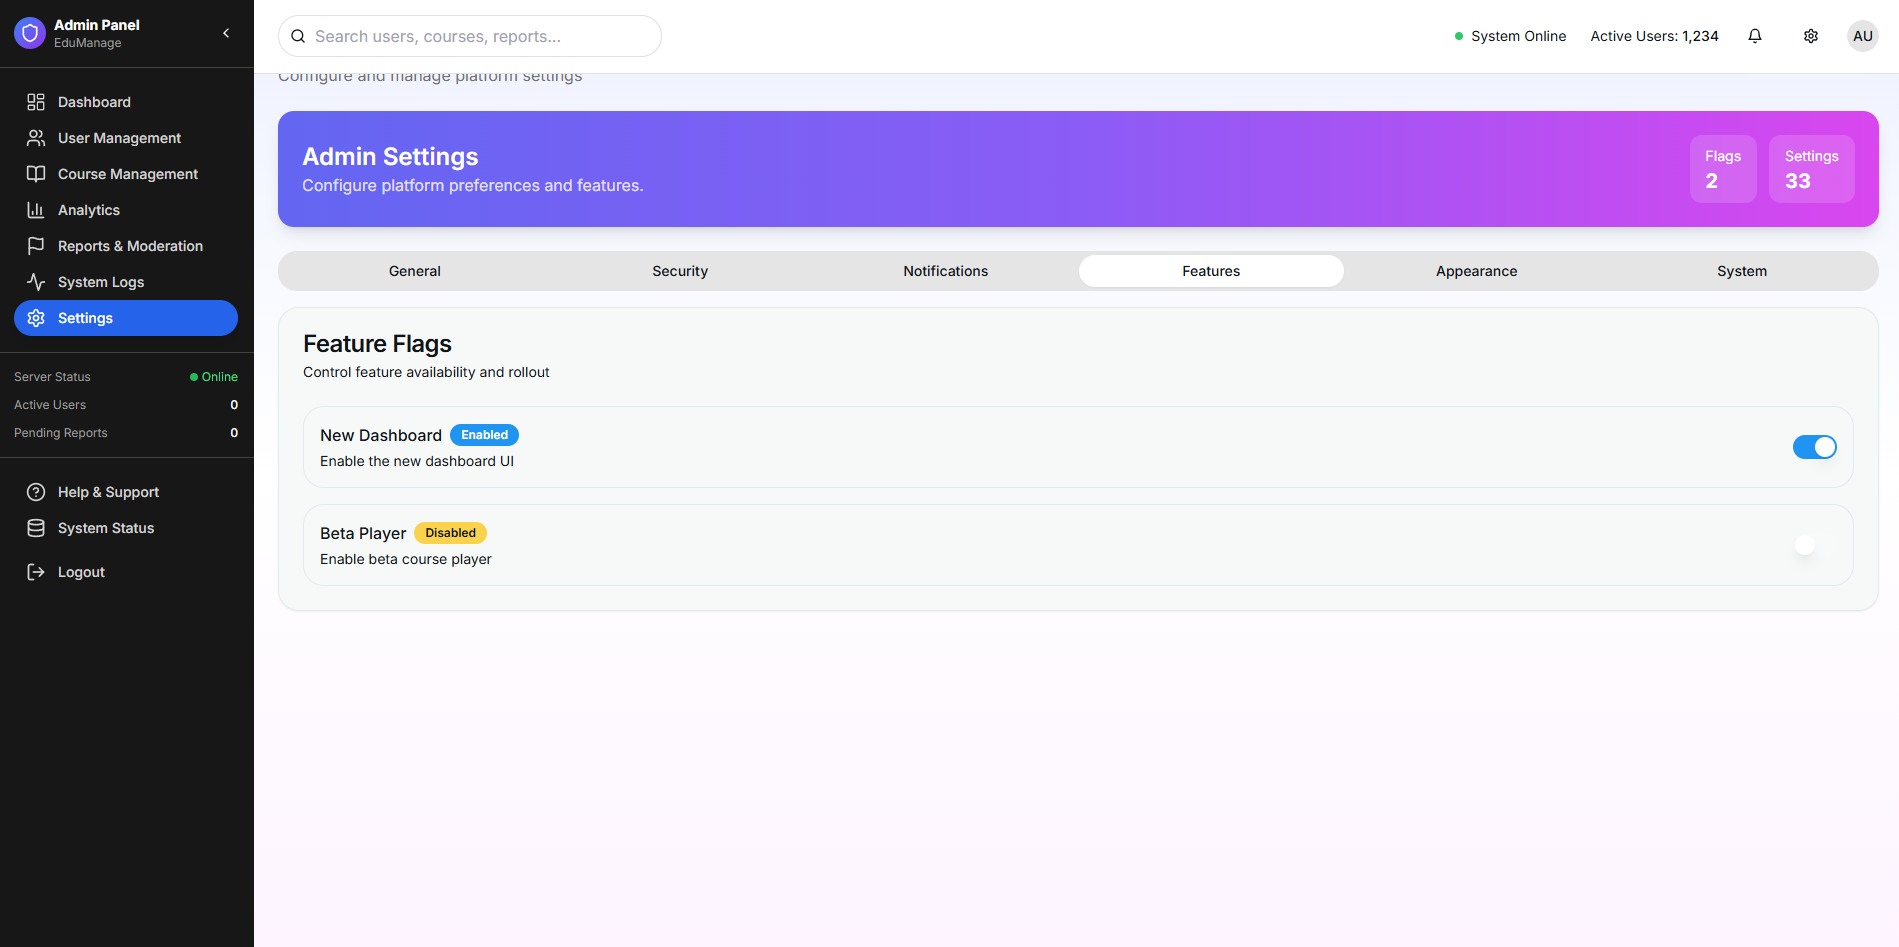 Admin Panel
EduManage
Dashboard
User Management
Course Management
Analytics
Reports & Moderation
System Logs
Settings
Server Status
Online
Active Users
0
Pending Reports
0
Help & Support
System Status
Logout
Search users, courses, reports...
System Online
Active Users: 1,234
AU
Configure and manage platform settings
Admin Settings
Configure platform preferences and features.
Flags
2
Settings
33
General
Security
Notifications
Features
Appearance
System
Feature Flags
Control feature availability and rollout
New Dashboard
Enabled
Enable the new dashboard UI
Beta Player
Disabled
Enable beta course player